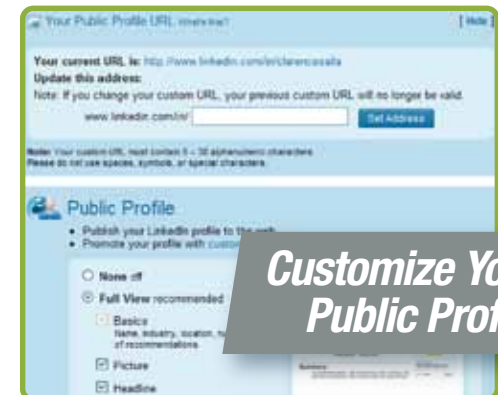 Your Public Profile URL What's this?
[ Hide ]
Your current URL is: http://www.linkedin.com/in/
Update this address:
Note: If you change your custom URL, your previous custom URL will no longer be valid.
www.linkedin.com/in/
Set Address
Note: Your custom URL must contain 5 - 30 alphanumeric characters.
Please do not use spaces, symbols, or special characters.
Public Profile
• Publish your LinkedIn profile to the web
• Promote your profile with custom
None off
Full View recommended
Basics
Name, industry, location, nu
of recommendations
Picture
Headline
Customize Yo
Public Prof
Summary